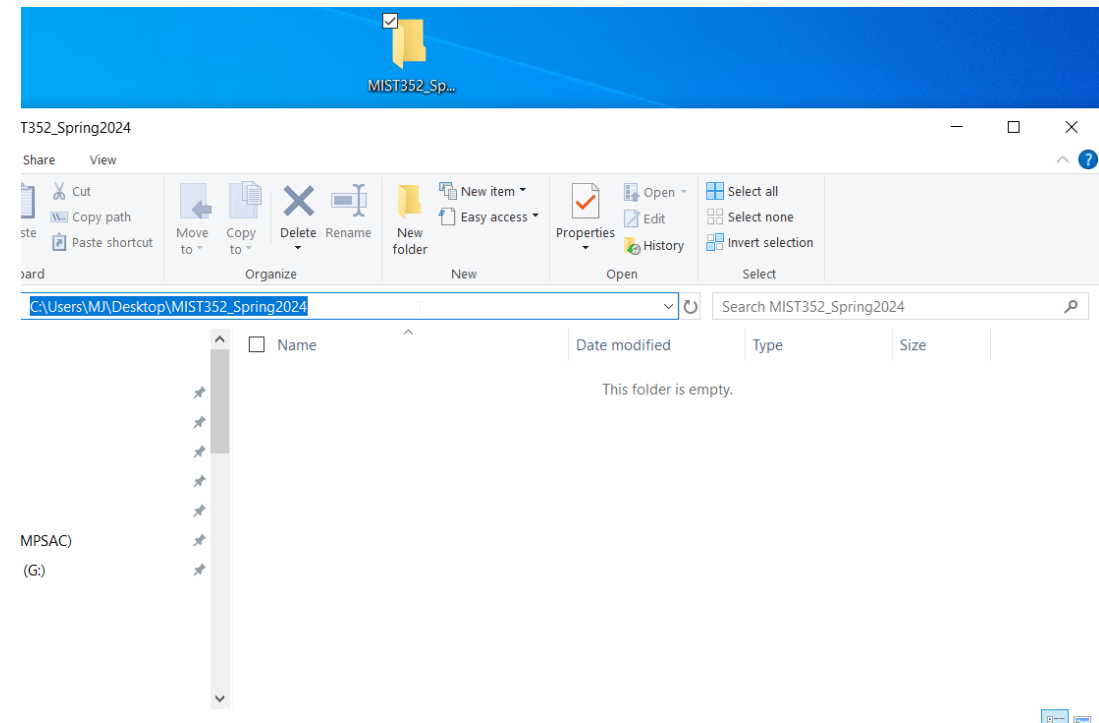 MIST352_Sp...
T352_Spring2024
Share View
Cut
Copy path
ste
Paste shortcut
Move to
Copy to
Delete
Rename
New folder
New item
Easy access
Properties
Open
Edit
History
Select all
Select none
Invert selection
oard
Organize
New
Open
Select
C:\Users\MJ\Desktop\MIST352_Spring2024
Search MIST352_Spring2024
Name Date modified Type Size
This folder is empty.
MPSAC)
(G:)